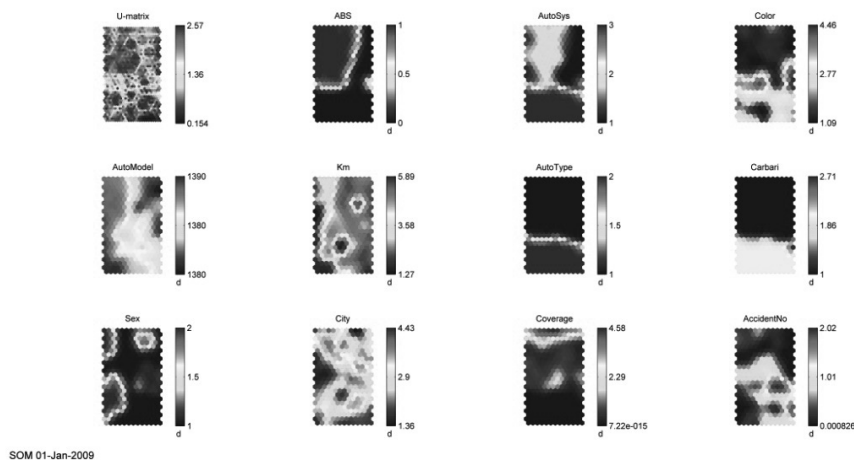 U-matrix
2.57
1.36
0.154
ABS
1
0.5
0
d
AutoSys
3
2
1
d
Color
4.46
2.77
1.09
d
AutoModel
1390
1380
1380
d
Km
5.89
3.58
1.27
d
AutoType
2
1.5
1
d
Carbari
2.71
1.86
1
d
Sex
2
1.5
1
d
City
4.43
2.9
1.36
d
Coverage
4.58
2.29
7.22e-015
d
AccidentNo
2.02
1.01
0.000826
d
SOM 01-Jan-2009